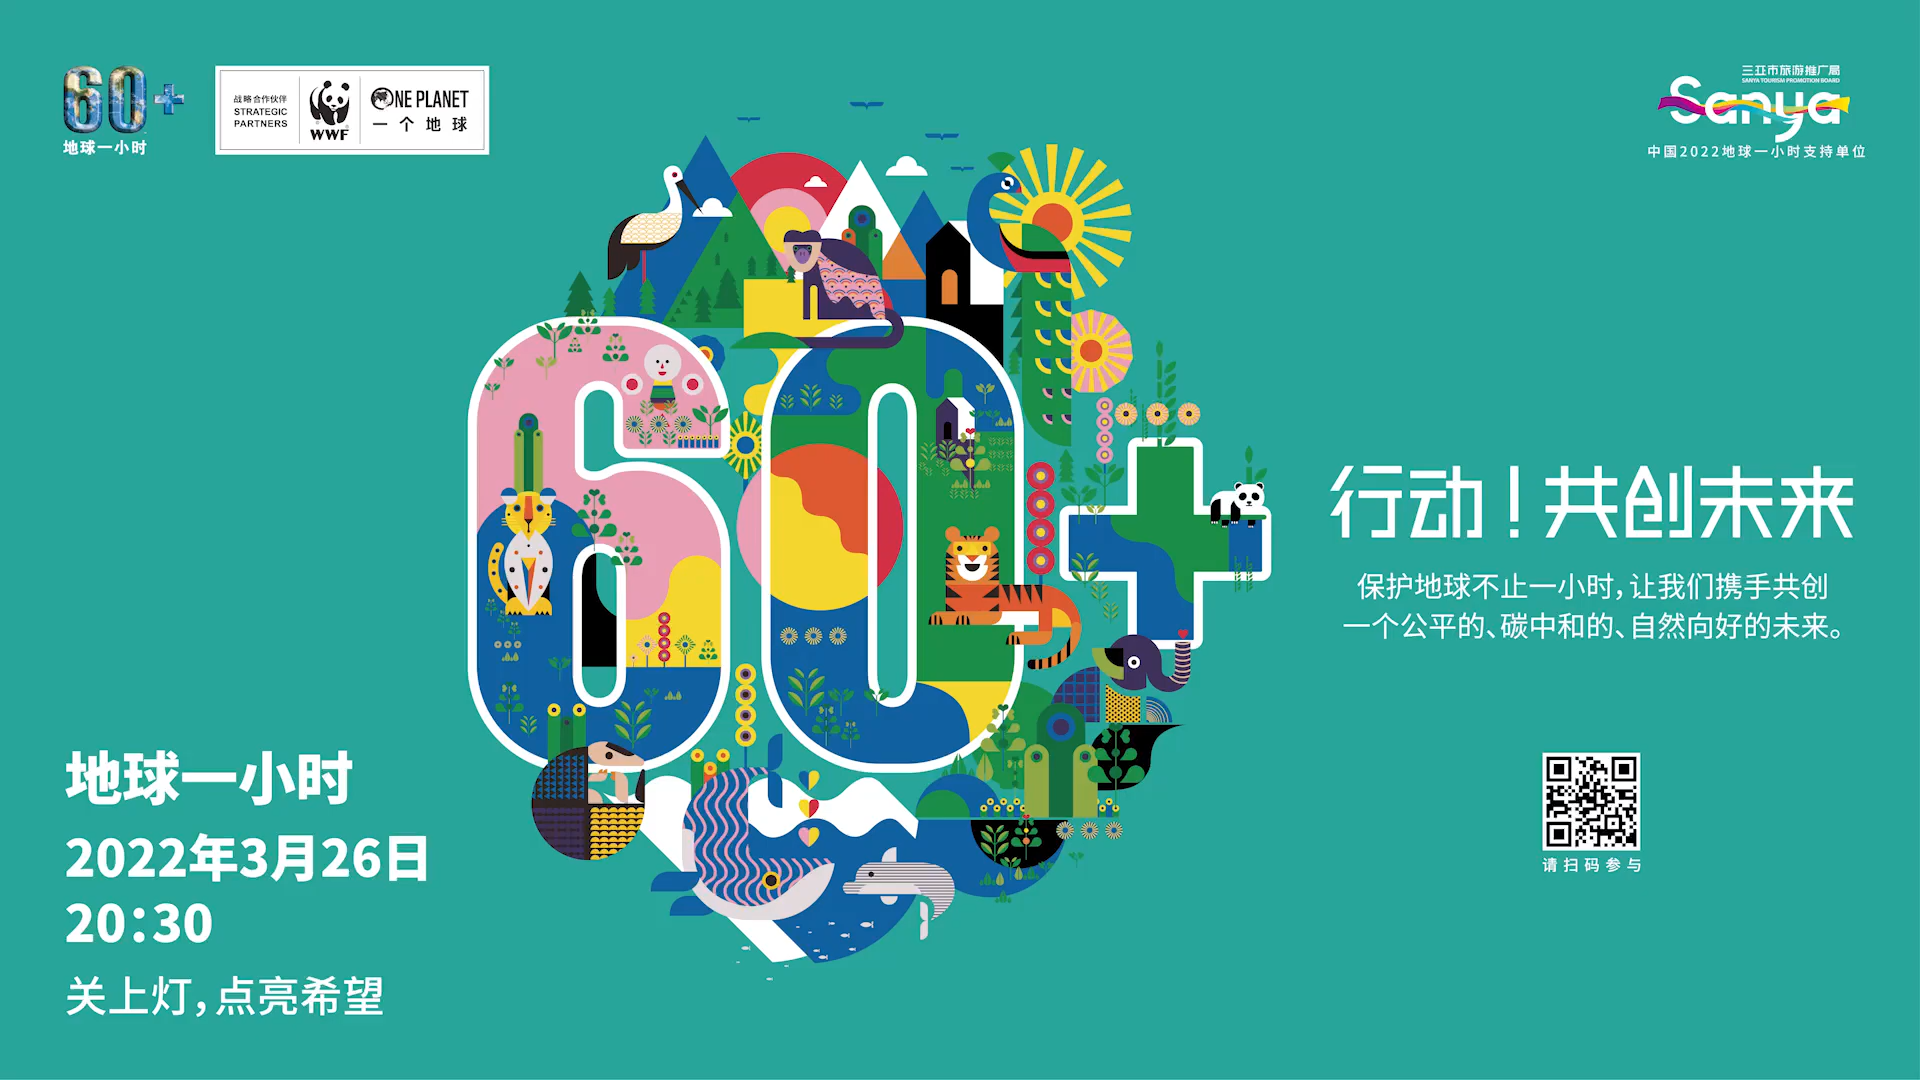 60+
地球一小时
战略合作伙伴
STRATEGIC
PARTNERS
WWF
ONE PLANET
一个地球
三亚市旅游推广局
SANYA TOURISM PROMOTION BOARD
Sanya
中国2022地球一小时支持单位
60+
行动!共创未来
保护地球不止一小时,让我们携手共创
一个公平的、碳中和的、自然向好的未来。
地球一小时
2022年3月26日
20:30
关上灯,点亮希望
请扫码参与